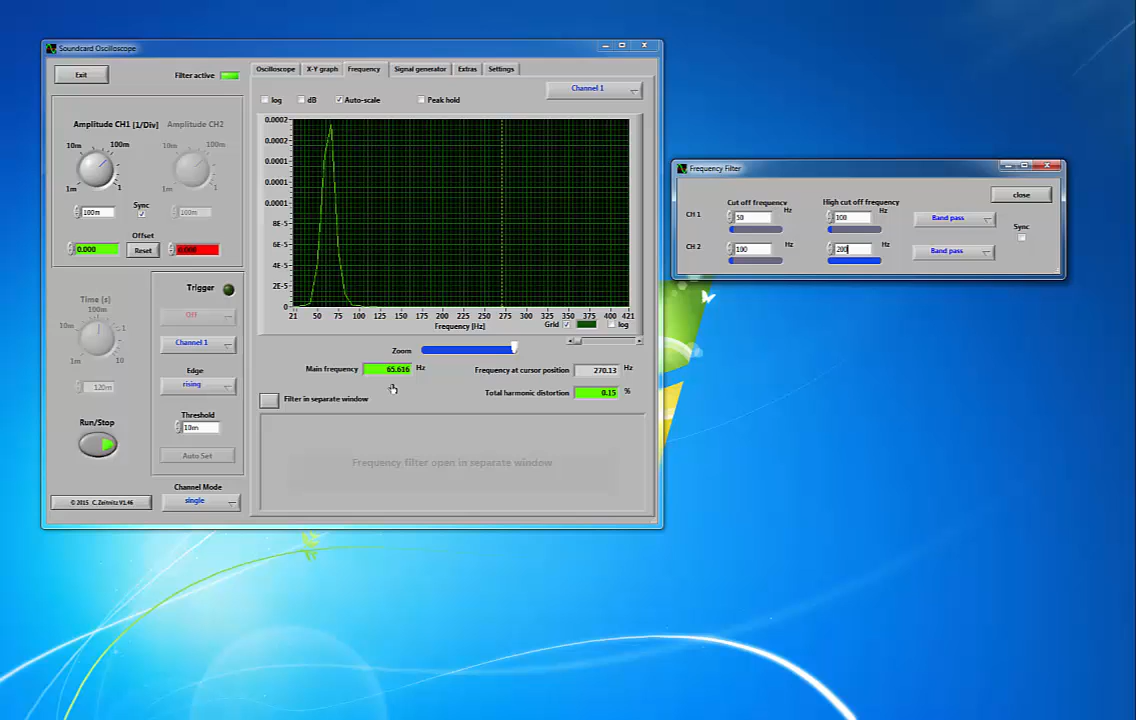 Soundcard Oszilloscope
Exit
Filter active
Oscilloscope X-Y graph Frequency Signal generator Extras Settings
log dB Auto-scale Peak hold
Channel 1
Amplitude CH1 [1/Div] Amplitude CH2
10m 100m 10m 100m
1m 1 1m 1
100m
Sync
100m
Offset
0.000 Reset 0.000
Time [s]
100m
10m 1
1m 10
120m
Run/Stop
© 2015 C.Zeitnitz V1.46
Trigger
Off
Channel 1
Edge
rising
Threshold
10m
Auto Set
Channel Mode
single
0.0002
0.0002
0.0001
0.0001
0.0001
8E-5
6E-5
4E-5
2E-5
0
21 50 75 100 125 150 175 200 225 250 275 300 325 350 375 400 421
Frequency [Hz]
Grid log
Zoom
Main frequency 65.616 Hz
Frequency at cursor position 270.13 Hz
Filter in separate window
Total harmonic distortion 0.15 %
Frequency filter open in separate window
Frequency Filter
close
Cut off frequency High cut off frequency
CH 1 50 Hz 100 Hz Band pass
Sync
CH 2 100 Hz 200 Hz Band pass